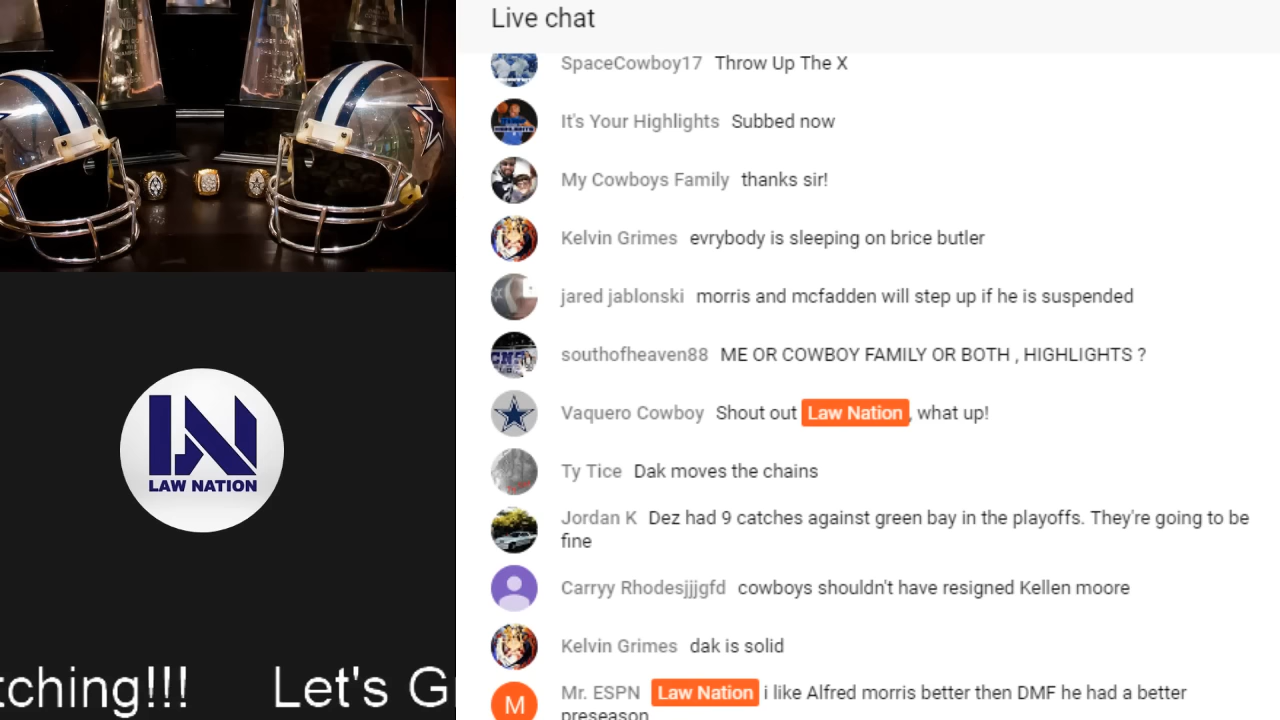 Live chat
SpaceCowboy17 Throw Up The X
It's Your Highlights Subbed now
My Cowboys Family thanks sir!
Kelvin Grimes evrybody is sleeping on brice butler
jared jablonski morris and mcfadden will step up if he is suspended
southofheaven88 ME OR COWBOY FAMILY OR BOTH , HIGHLIGHTS ?
Vaquero Cowboy Shout out Law Nation, what up!
Ty Tice Dak moves the chains
Jordan K Dez had 9 catches against green bay in the playoffs. They're going to be
fine
Carryy Rhodesjjjgfd cowboys shouldn't have resigned Kellen moore
Kelvin Grimes dak is solid
M Mr. ESPN Law Nation i like Alfred morris better then DMF he had a better
preseason
LN
LAW NATION
tching!!! Let's G